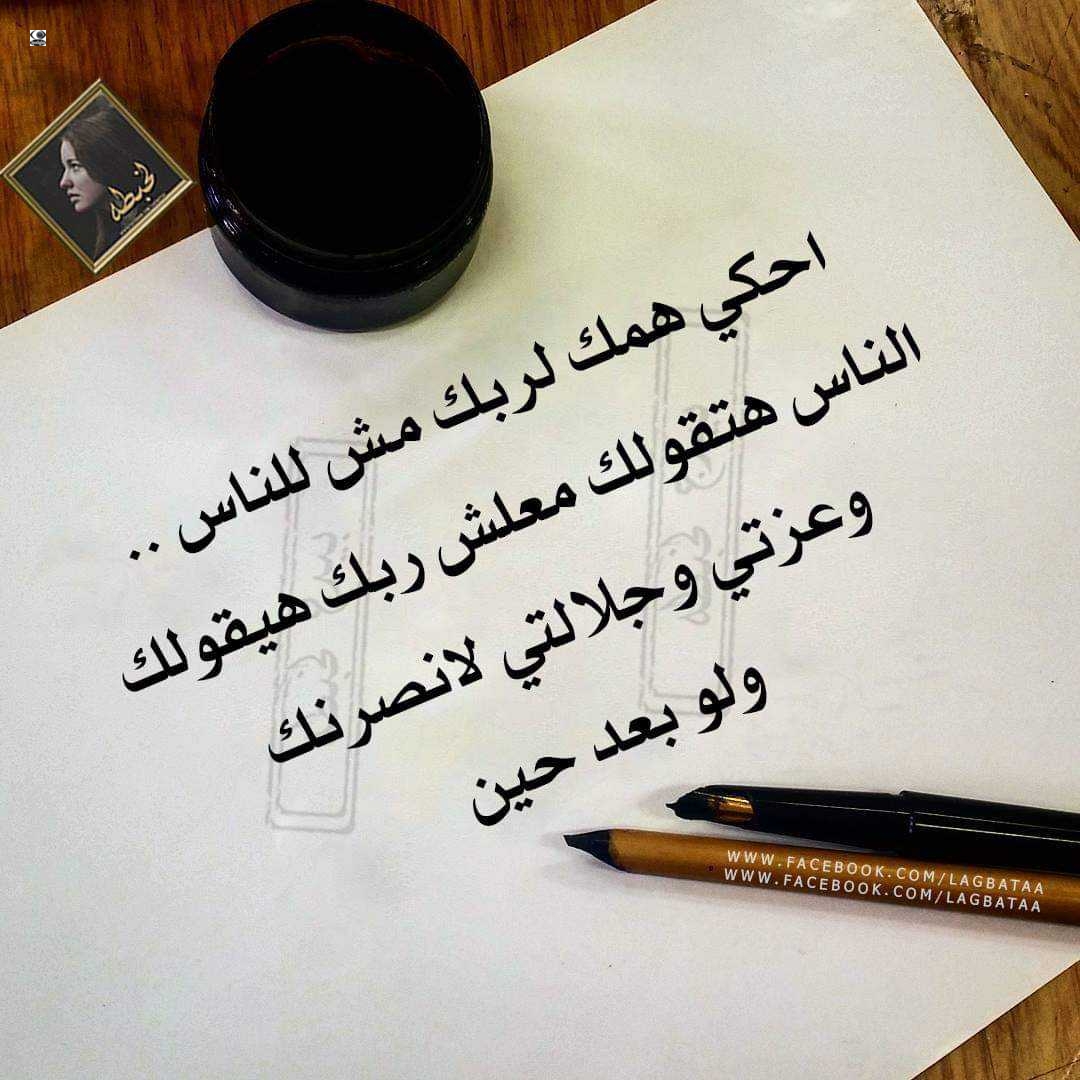 لخبطه
احكي همك لربك مش للناس ..
الناس هتقولك معلش ربك هيقولك
وعزتي وجلالتي لانصرنك
ولو بعد حين
WWW.FACEBOOK.COM/LAGBATAA
WWW.FACEBOOK.COM/LAGBATAA